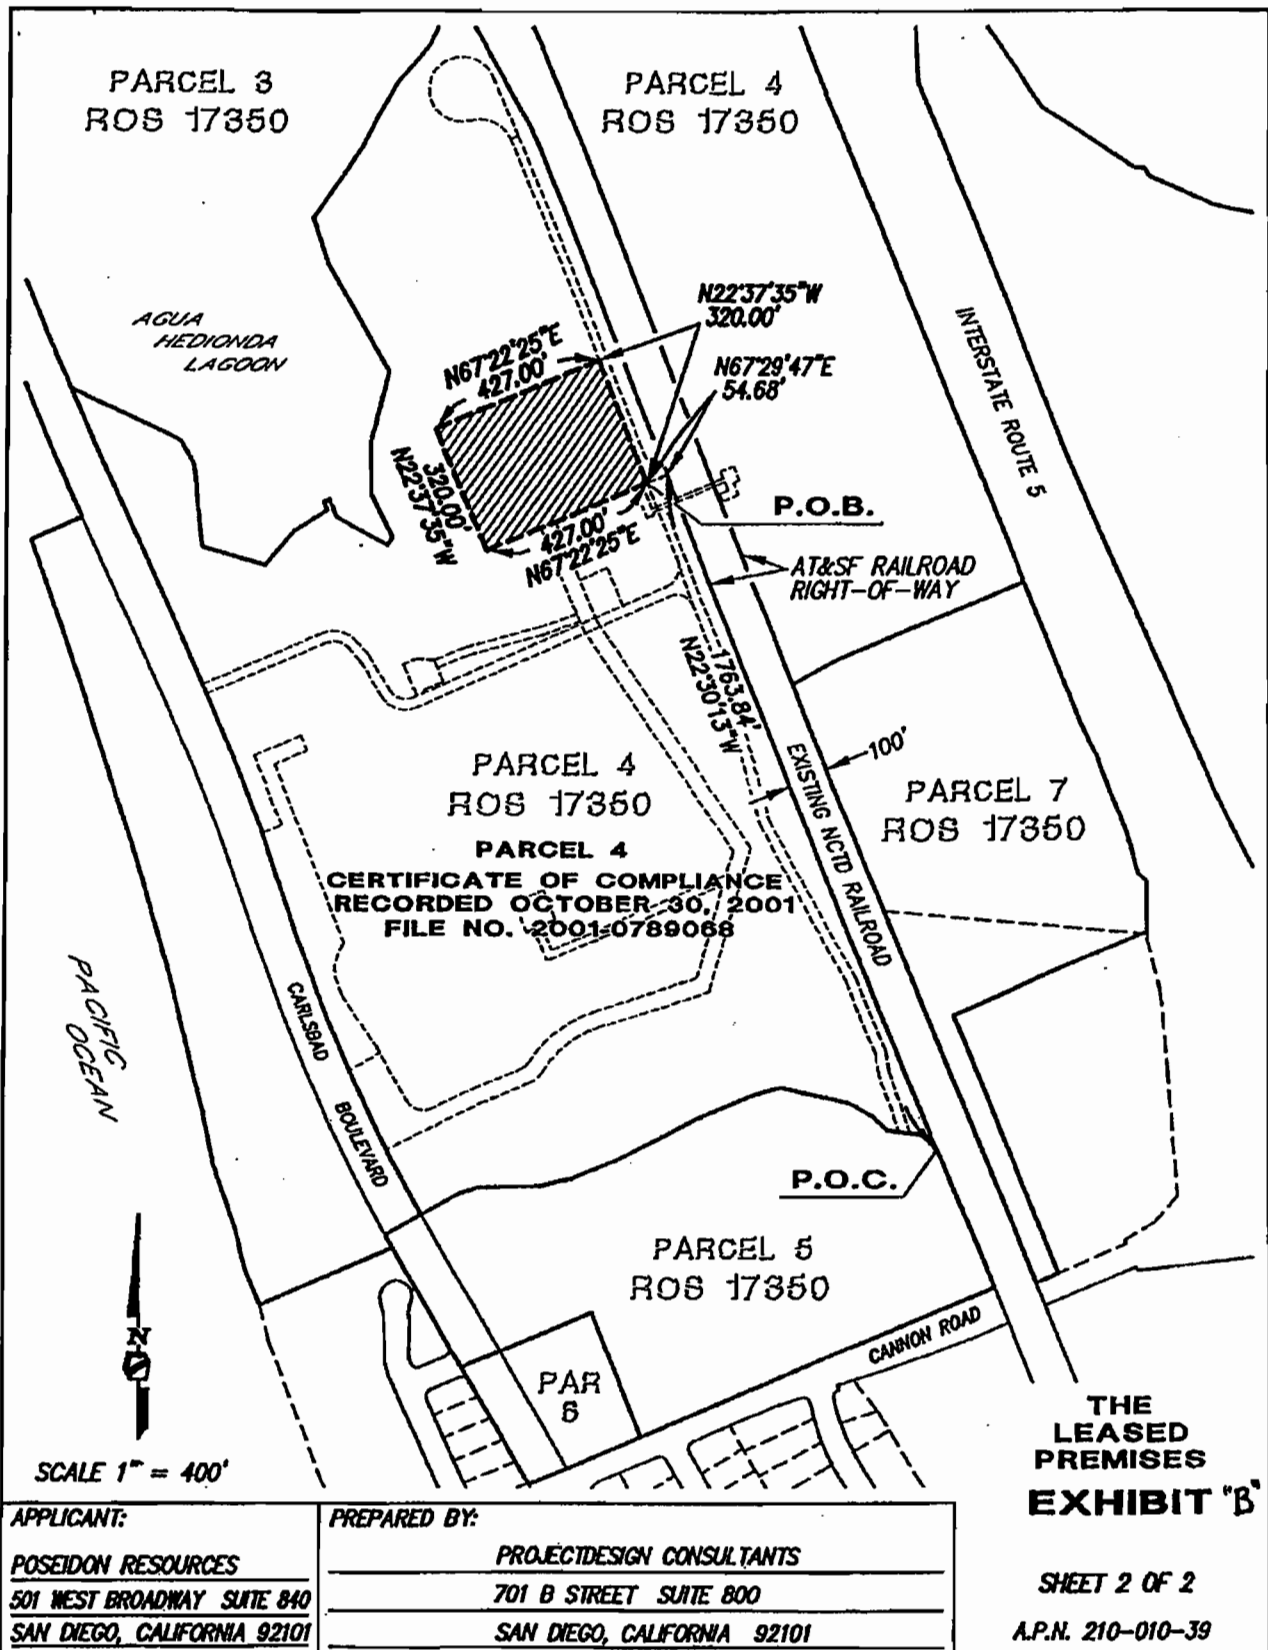 PARCEL 3
ROS 17350
PARCEL 4
ROS 17350
AGUA
HEDIONDA
LAGOON
N67°22'25"E
427.00'
N22°37'35"W
320.00'
N67°29'47"E
54.68'
INTERSTATE ROUTE 5
320.00'
N22°37'35"W
427.00'
N67°22'25"E
P.O.B.
AT&SF RAILROAD
RIGHT-OF-WAY
1763.84'
N22°30'13"W
EXISTING NCTD RAILROAD
100'
PARCEL 4
ROS 17350
PARCEL 4
CERTIFICATE OF COMPLIANCE
RECORDED OCTOBER 30, 2001
FILE NO. 2001-0789068
PARCEL 7
ROS 17350
PACIFIC
OCEAN
CARLSBAD
BOULEVARD
P.O.C.
PARCEL 5
ROS 17350
CANNON ROAD
PAR
6
N
SCALE 1" = 400'
THE
LEASED
PREMISES
EXHIBIT "B"
APPLICANT:
POSEIDON RESOURCES
501 WEST BROADWAY SUITE 840
SAN DIEGO, CALIFORNIA 92101
PREPARED BY:
PROJECTDESIGN CONSULTANTS
701 B STREET SUITE 800
SAN DIEGO, CALIFORNIA 92101
SHEET 2 OF 2
A.P.N. 210-010-39